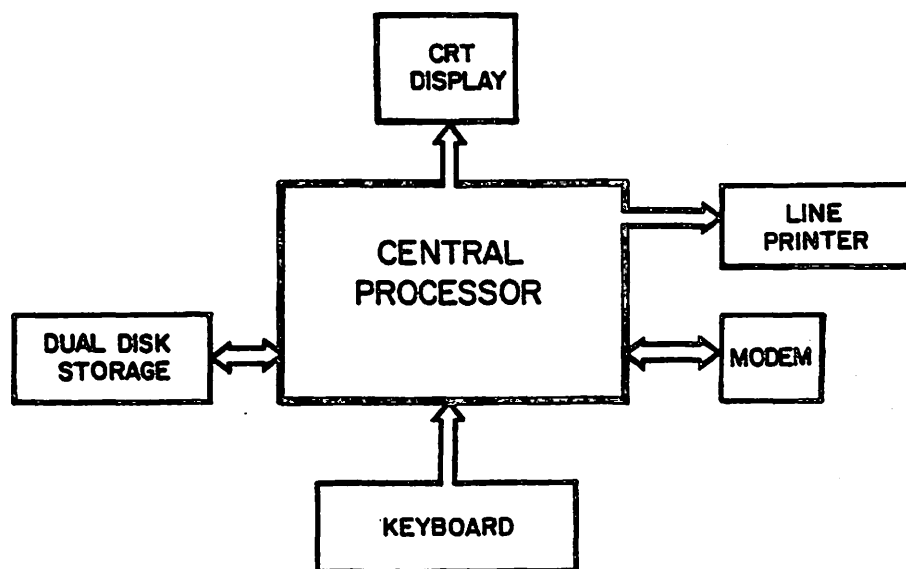 CRT
DISPLAY
LINE
PRINTER
CENTRAL
PROCESSOR
DUAL DISK
STORAGE
MODEM
KEYBOARD